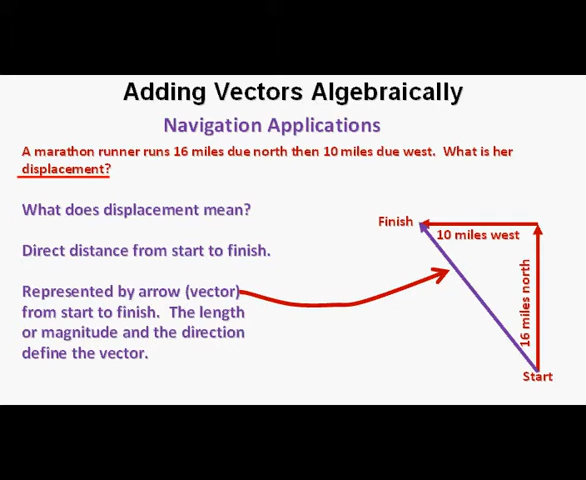 Adding Vectors Algebraically
Navigation Applications
A marathon runner runs 16 miles due north then 10 miles due west. What is her
displacement?
What does displacement mean?
Direct distance from start to finish.
Represented by arrow (vector)
from start to finish. The length
or magnitude and the direction
define the vector.
Finish
10 miles west
16 miles north
Start